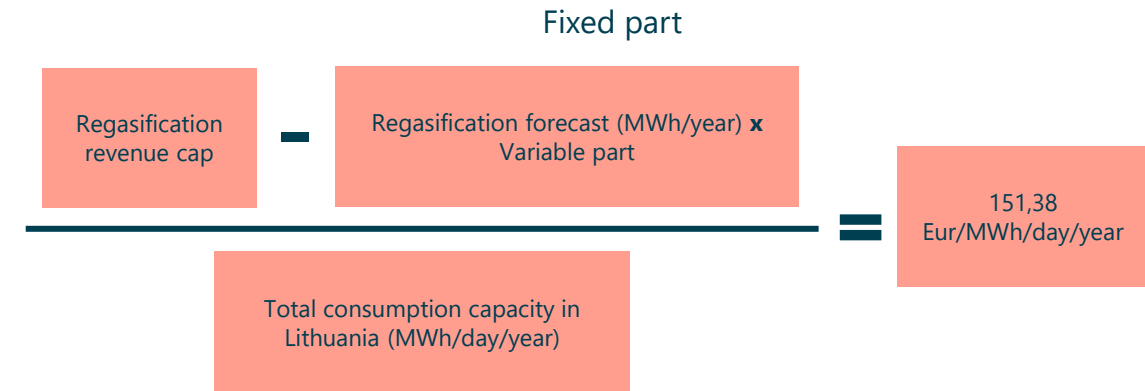 Fixed part
Regasification
revenue cap
-
Regasification forecast (MWh/year) x
Variable part
Total consumption capacity in
Lithuania (MWh/day/year)
=
151,38
Eur/MWh/day/year